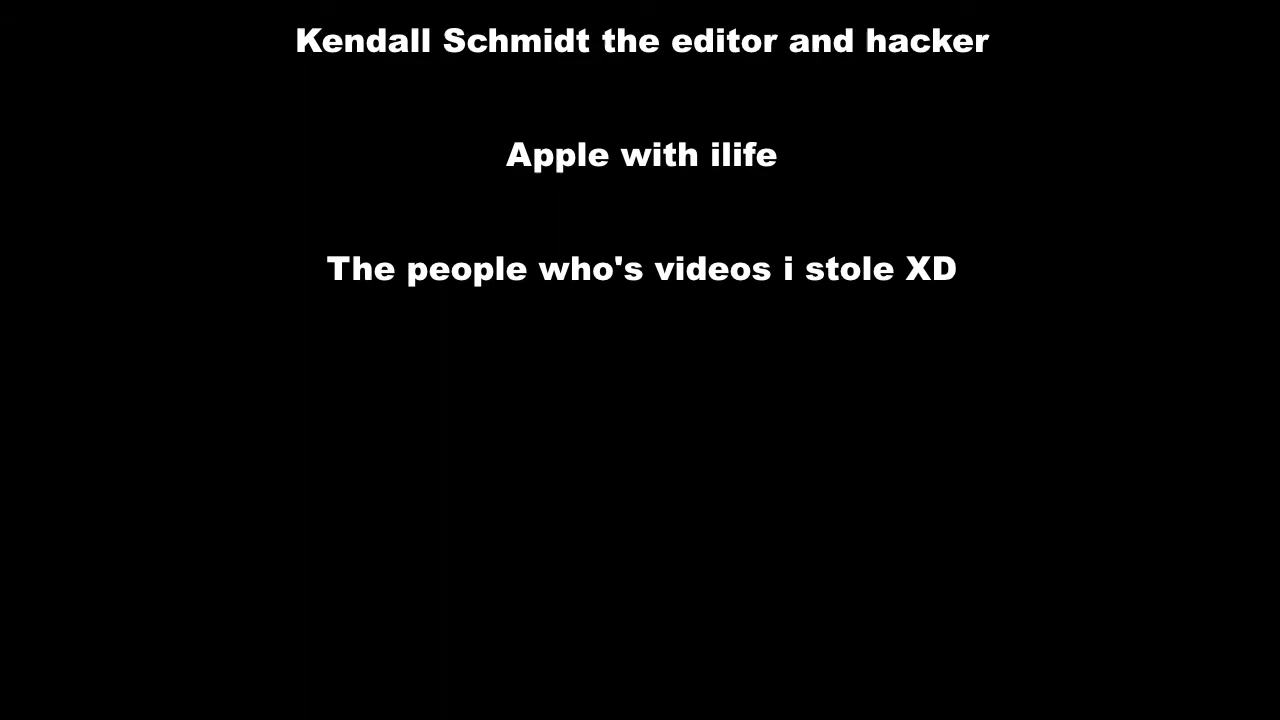 Kendall Schmidt the editor and hacker
Apple with ilife
The people who's videos i stole XD